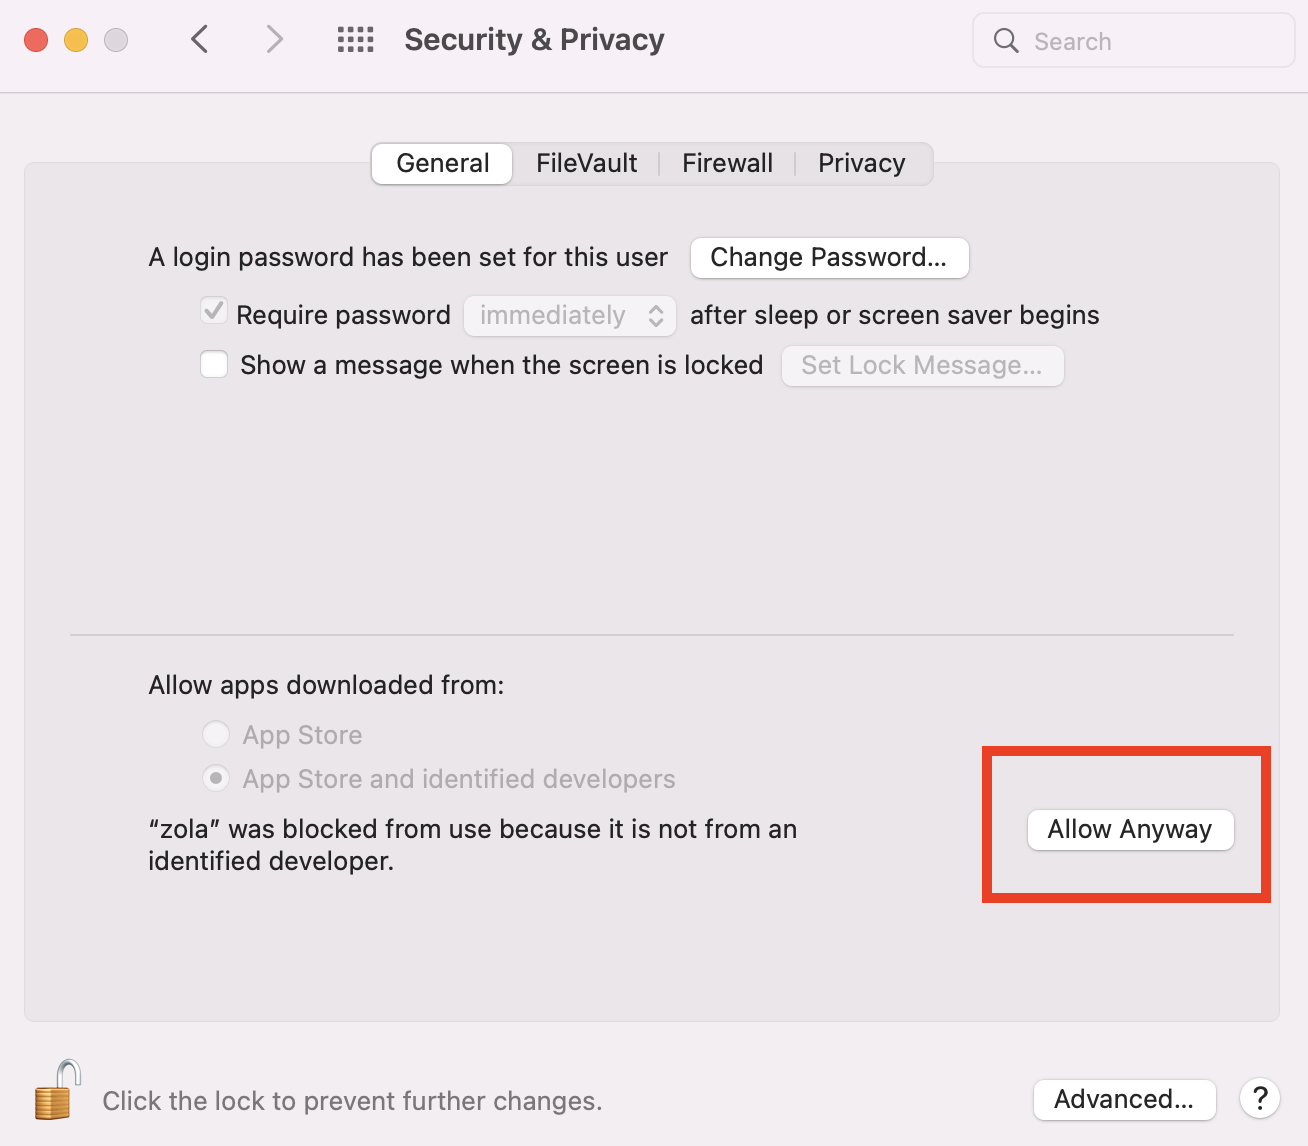 Security & Privacy
Search
General
FileVault
Firewall
Privacy
A login password has been set for this user
Change Password...
Require password
immediately
after sleep or screen saver begins
Show a message when the screen is locked
Set Lock Message...
Allow apps downloaded from:
App Store
App Store and identified developers
“zola” was blocked from use because it is not from an
identified developer.
Allow Anyway
Click the lock to prevent further changes.
Advanced...
?